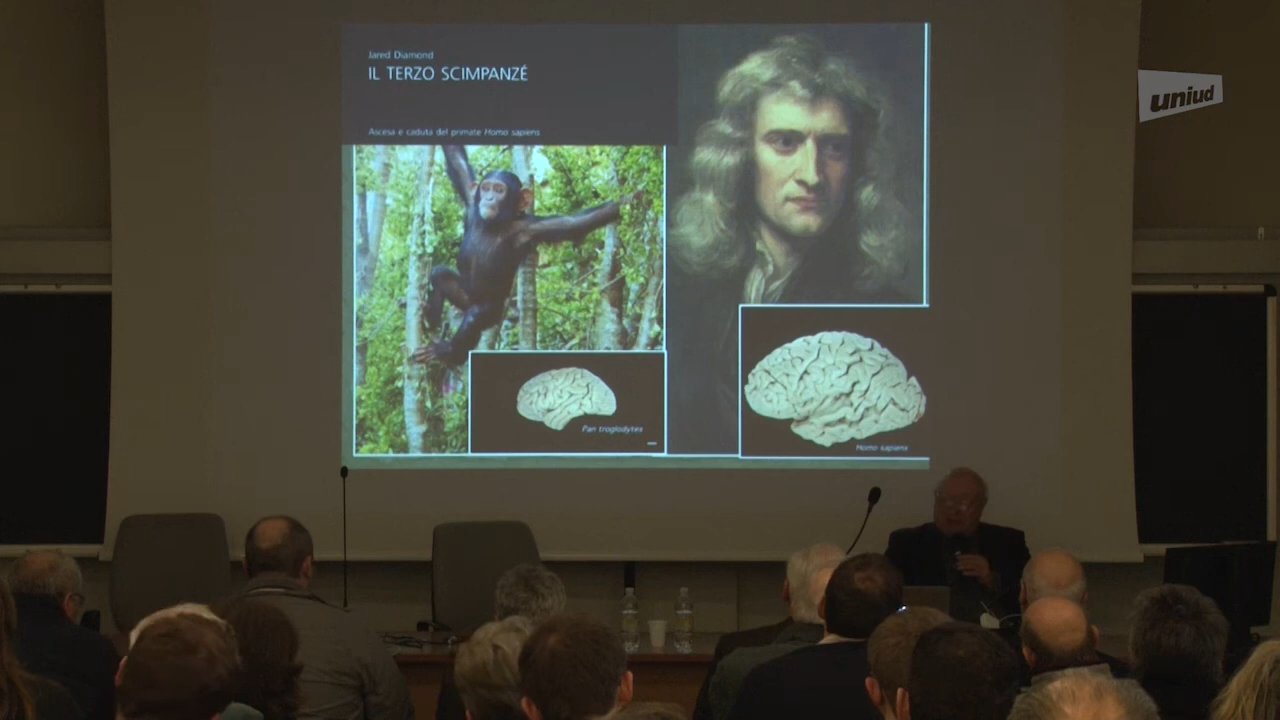 Jared Diamond
IL TERZO SCIMPANZÉ
Ascesa e caduta del primate Homo sapiens
Pan troglodytes
Homo sapiens
uniud